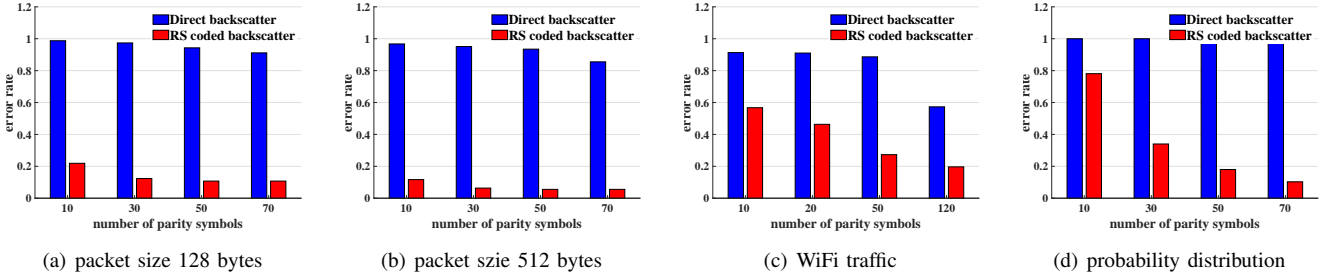 1.2
1
0.8
0.6
0.4
0.2
0
error rate
Direct backscatter
RS coded backscatter
10 30 50 70
number of parity symbols
(a) packet size 128 bytes
1.2
1
0.8
0.6
0.4
0.2
0
error rate
Direct backscatter
RS coded backscatter
10 30 50 70
number of parity symbols
(b) packet szie 512 bytes
1.2
1
0.8
0.6
0.4
0.2
0
error rate
Direct backscatter
RS coded backscatter
10 20 50 120
number of parity symbols
(c) WiFi traffic
1.2
1
0.8
0.6
0.4
0.2
0
error rate
Direct backscatter
RS coded backscatter
10 30 50 70
number of parity symbols
(d) probability distribution